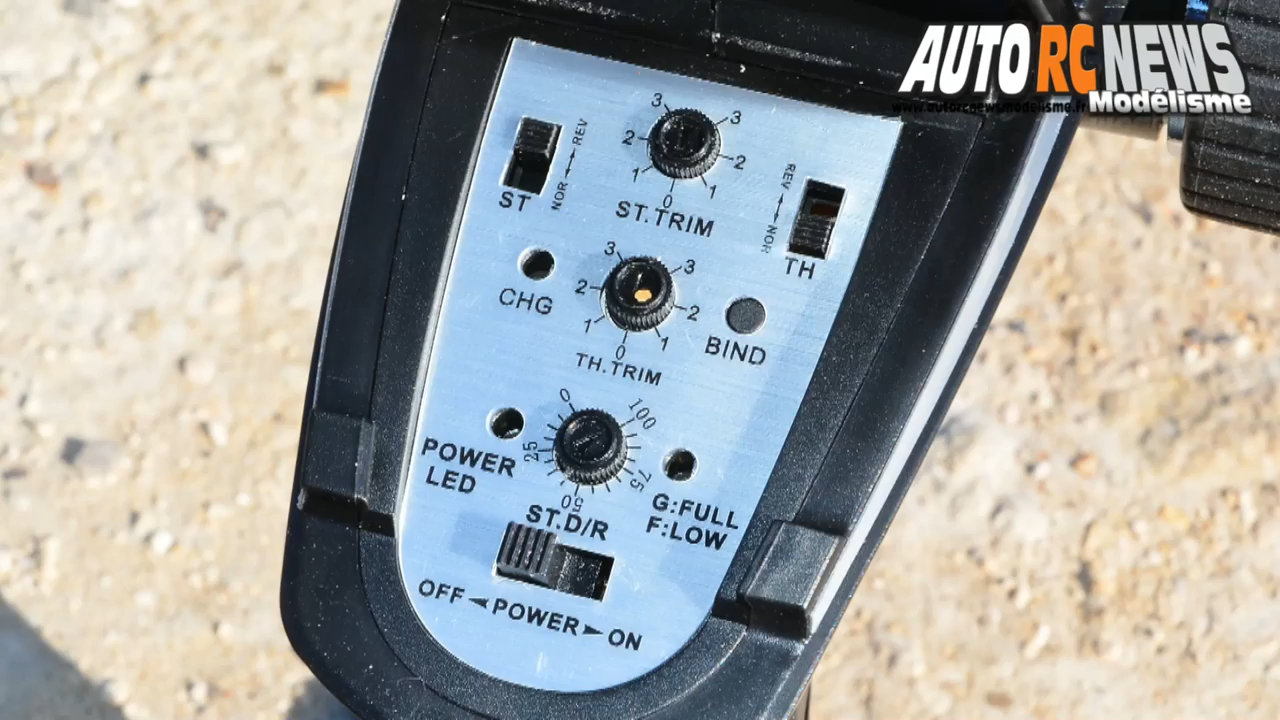 AUTO RC NEWS
www.autorcnewsmodelisme.fr
Modélisme
3 3
2 2
1 1
0
ST.TRIM
NOR REV
ST
REV NOR
TH
3 3
2 2
1 1
0
TH.TRIM
CHG
BIND
0 100
25 75
50
ST.D/R
POWER
LED
G:FULL
F:LOW
OFF ◄POWER► ON